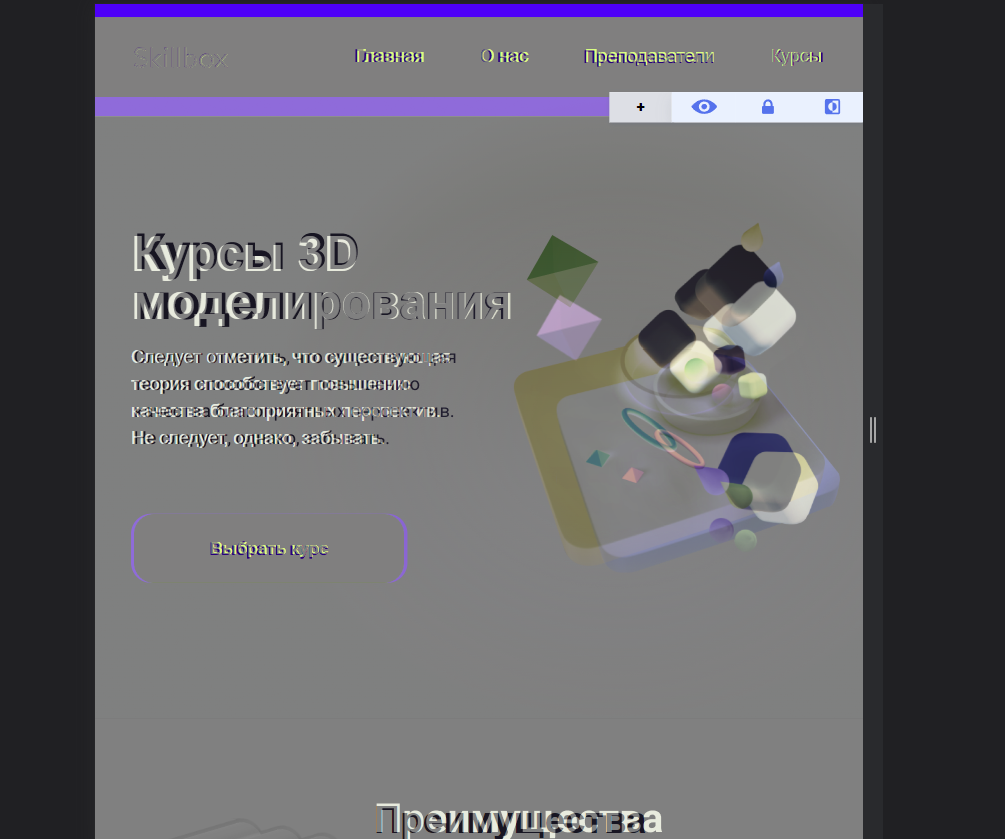 Skillbox Главная О нас Преподаватели Курсы
+
Курсы 3D
моделирования
Следует отметить, что существующая
теория способствует повышению
качества благоприятных перспектив.
Не следует, однако, забывать.
Выбрать курс
Преимущества